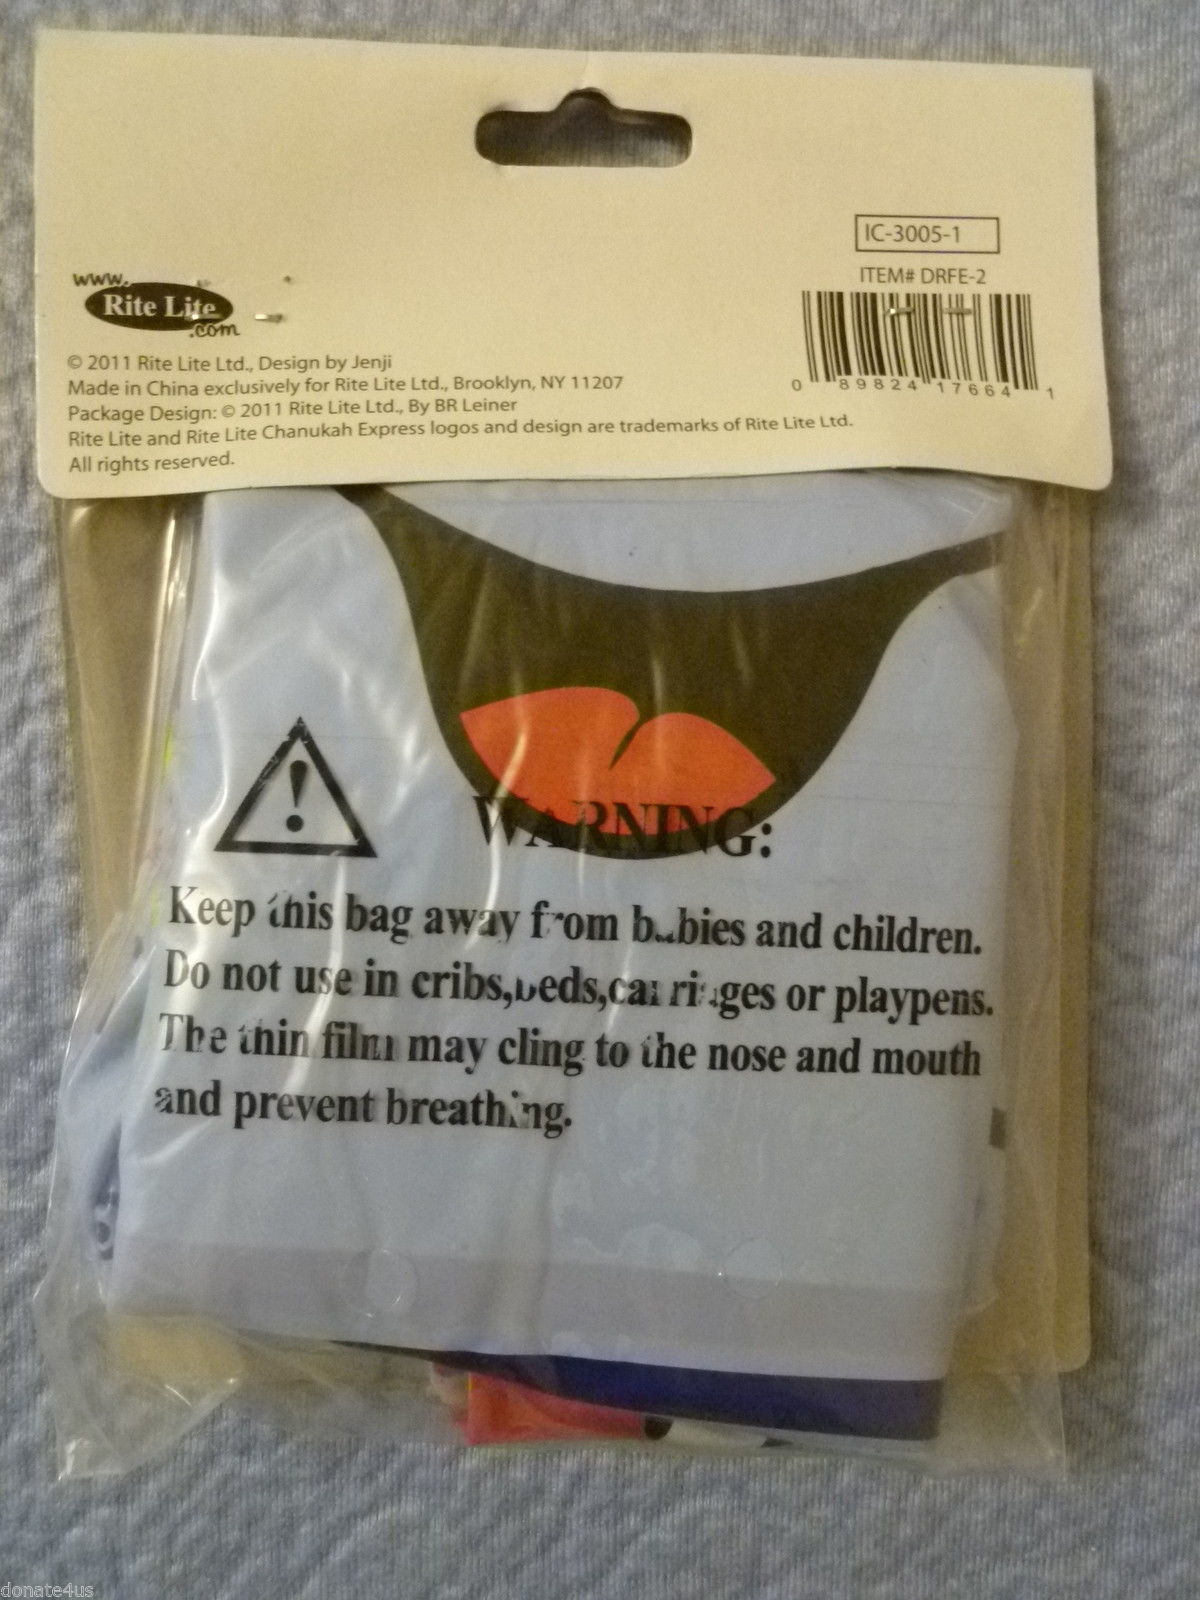 IC-3005-1
ITEM# DRFE-2
www.
Rite Lite
.com
0 89824 17664 1
© 2011 Rite Lite Ltd., Design by Jenji
Made in China exclusively for Rite Lite Ltd., Brooklyn, NY 11207
Package Design: © 2011 Rite Lite Ltd., By BR Leiner
Rite Lite and Rite Lite Chanukah Express logos and design are trademarks of Rite Lite Ltd.
All rights reserved.
!
WARNING:
Keep this bag away from babies and children.
Do not use in cribs,beds,carriages or playpens.
The thin film may cling to the nose and mouth
and prevent breathing.
donate4us